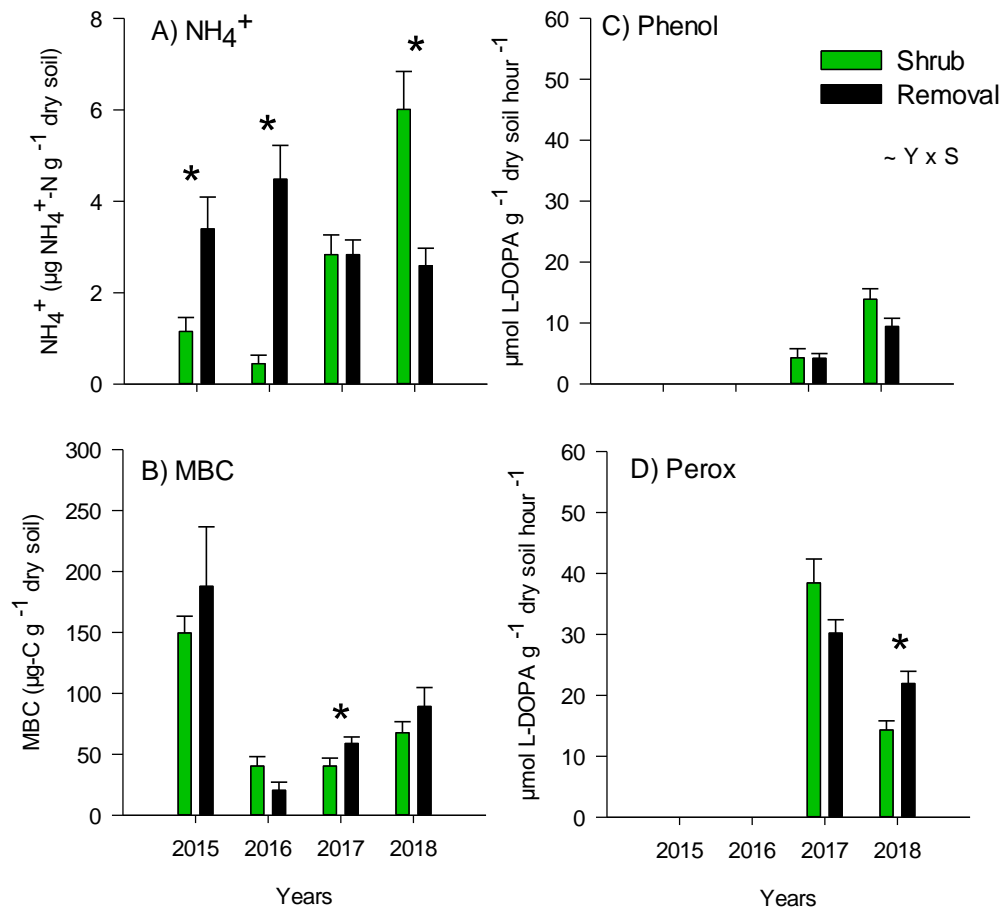 A) NH4+
NH4+ (µg NH4+-N g -1 dry soil)
8
6
4
2
0
*
*
*
C) Phenol
µmol L-DOPA g -1 dry soil hour -1
60
50
40
30
20
10
0
Shrub
Removal
~ Y x S
B) MBC
MBC (µg-C g -1 dry soil)
300
250
200
150
100
50
0
*
2015 2016 2017 2018
Years
D) Perox
µmol L-DOPA g -1 dry soil hour -1
60
50
40
30
20
10
0
*
2015 2016 2017 2018
Years